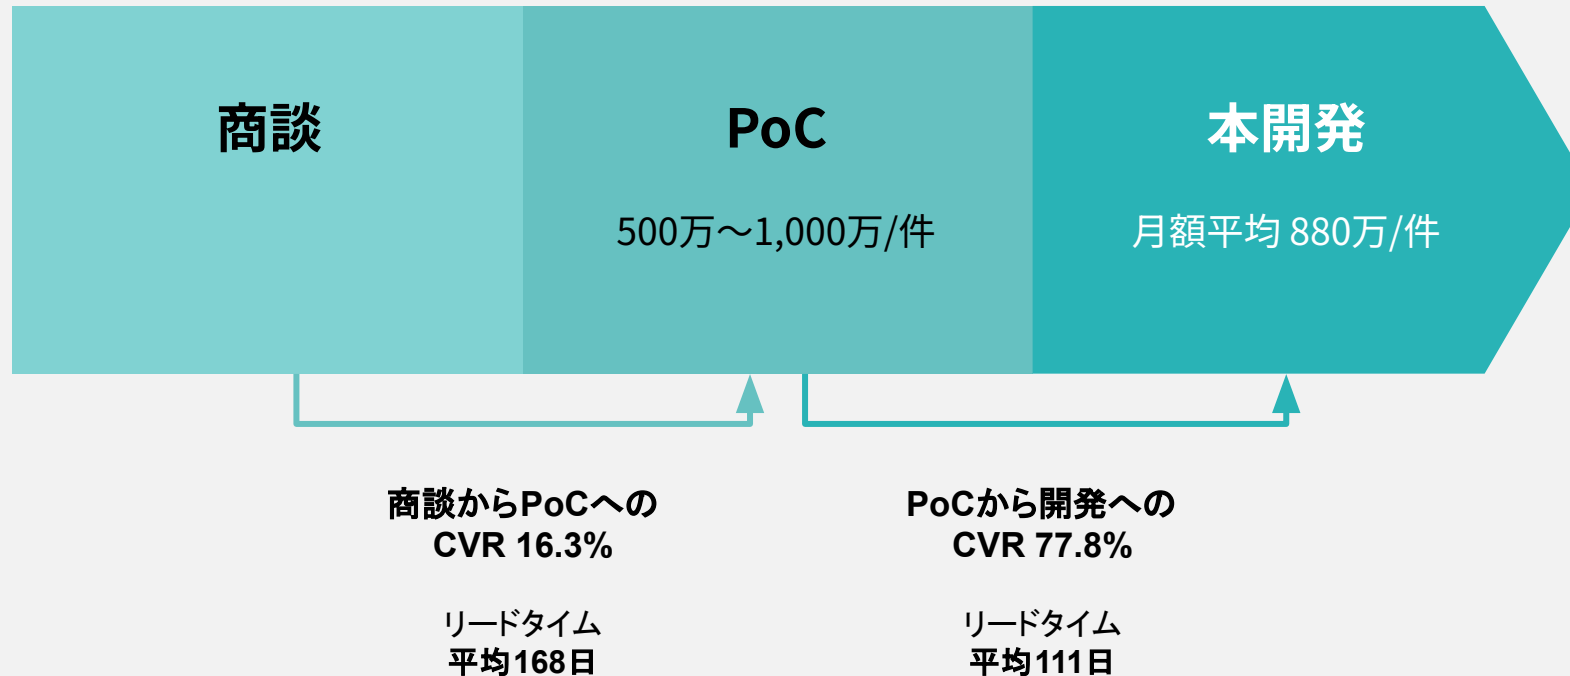 商談
PoC
500万～1,000万/件
本開発
月額平均 880万/件
商談からPoCへの
CVR 16.3%
リードタイム
平均168日
PoCから開発への
CVR 77.8%
リードタイム
平均111日